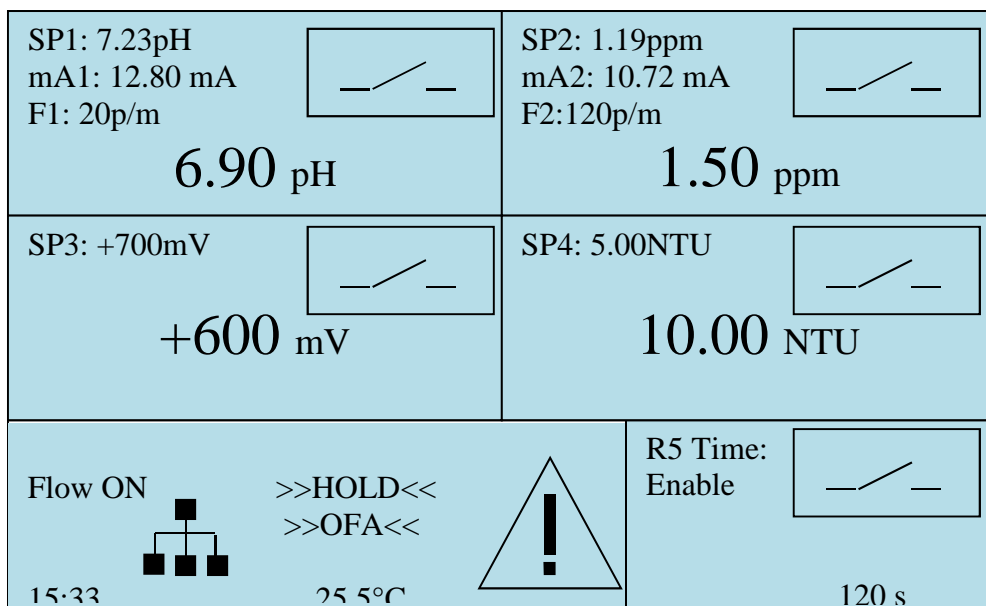 SP1: 7.23pH
mA1: 12.80 mA
F1: 20p/m
6.90 pH
SP2: 1.19ppm
mA2: 10.72 mA
F2:120p/m
1.50 ppm
SP3: +700mV
+600 mV
SP4: 5.00NTU
10.00 NTU
Flow ON
>>HOLD<<
>>OFA<<
15:33
25.5°C
R5 Time:
Enable
120 s